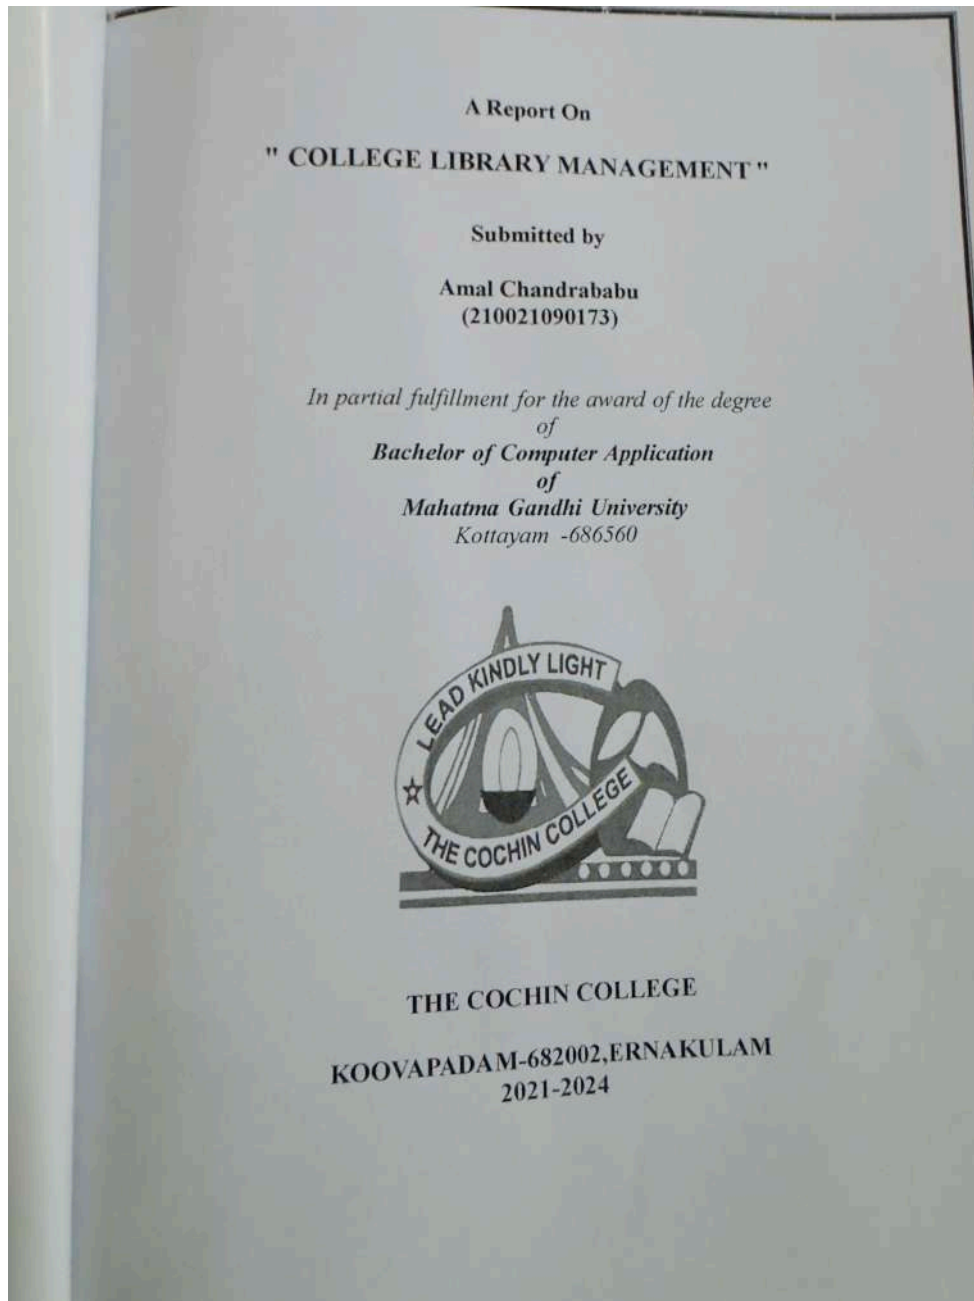 A Report On
" COLLEGE LIBRARY MANAGEMENT "
Submitted by
Amal Chandrababu
(210021090173)
In partial fulfillment for the award of the degree
of
Bachelor of Computer Application
of
Mahatma Gandhi University
Kottayam -686560
LEAD KINDLY LIGHT
THE COCHIN COLLEGE
THE COCHIN COLLEGE
KOOVAPADAM-682002,ERNAKULAM
2021-2024